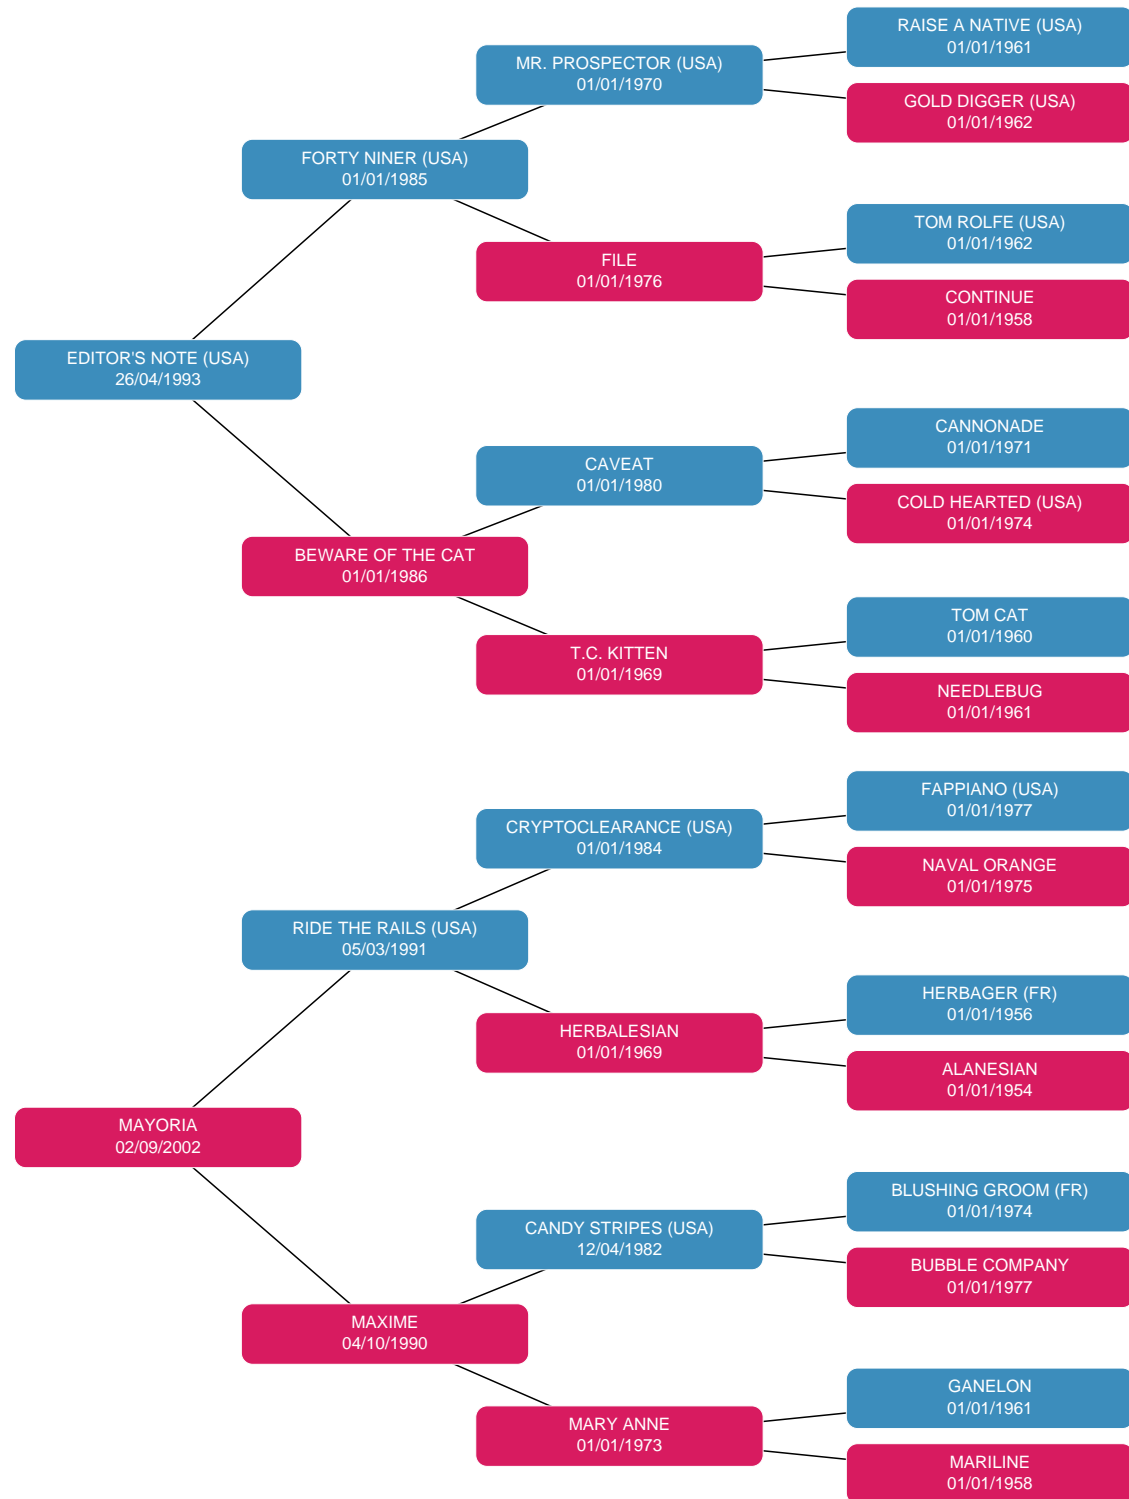 RAISE A NATIVE (USA)
01/01/1961
MR. PROSPECTOR (USA)
01/01/1970
GOLD DIGGER (USA)
01/01/1962
FORTY NINER (USA)
01/01/1985
TOM ROLFE (USA)
01/01/1962
FILE
01/01/1976
CONTINUE
01/01/1958
EDITOR'S NOTE (USA)
26/04/1993
CANNONADE
01/01/1971
CAVEAT
01/01/1980
COLD HEARTED (USA)
01/01/1974
BEWARE OF THE CAT
01/01/1986
TOM CAT
01/01/1960
T.C. KITTEN
01/01/1969
NEEDLEBUG
01/01/1961
FAPPIANO (USA)
01/01/1977
CRYPTOCLEARANCE (USA)
01/01/1984
NAVAL ORANGE
01/01/1975
RIDE THE RAILS (USA)
05/03/1991
HERBAGER (FR)
01/01/1956
HERBALESIAN
01/01/1969
ALANESIAN
01/01/1954
MAYORIA
02/09/2002
BLUSHING GROOM (FR)
01/01/1974
CANDY STRIPES (USA)
12/04/1982
BUBBLE COMPANY
01/01/1977
MAXIME
04/10/1990
GANELON
01/01/1961
MARY ANNE
01/01/1973
MARILINE
01/01/1958